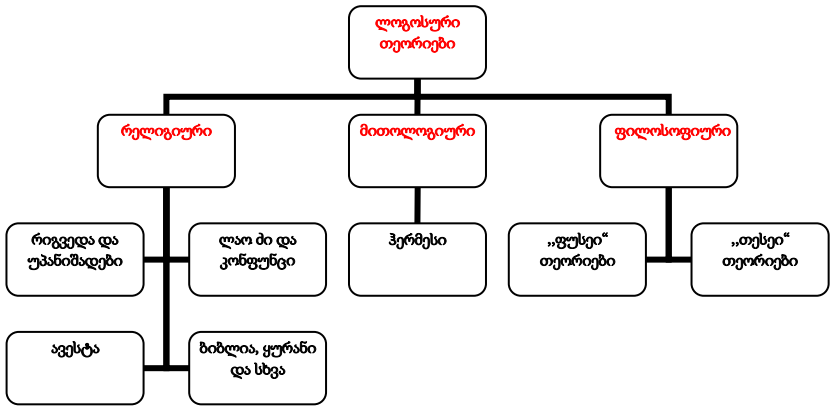 ლოგოსური
თეორიები
რელიგიური
მითოლოგიური
ფილოსოფიური
რიგვედა და
უპანიშადები
ლაო ძი და
კონფუნცი
ჰერმესი
,,ფუსეი“
თეორიები
,,თესეი“
თეორიები
ავესტა
ბიბლია, ყურანი
და სხვა